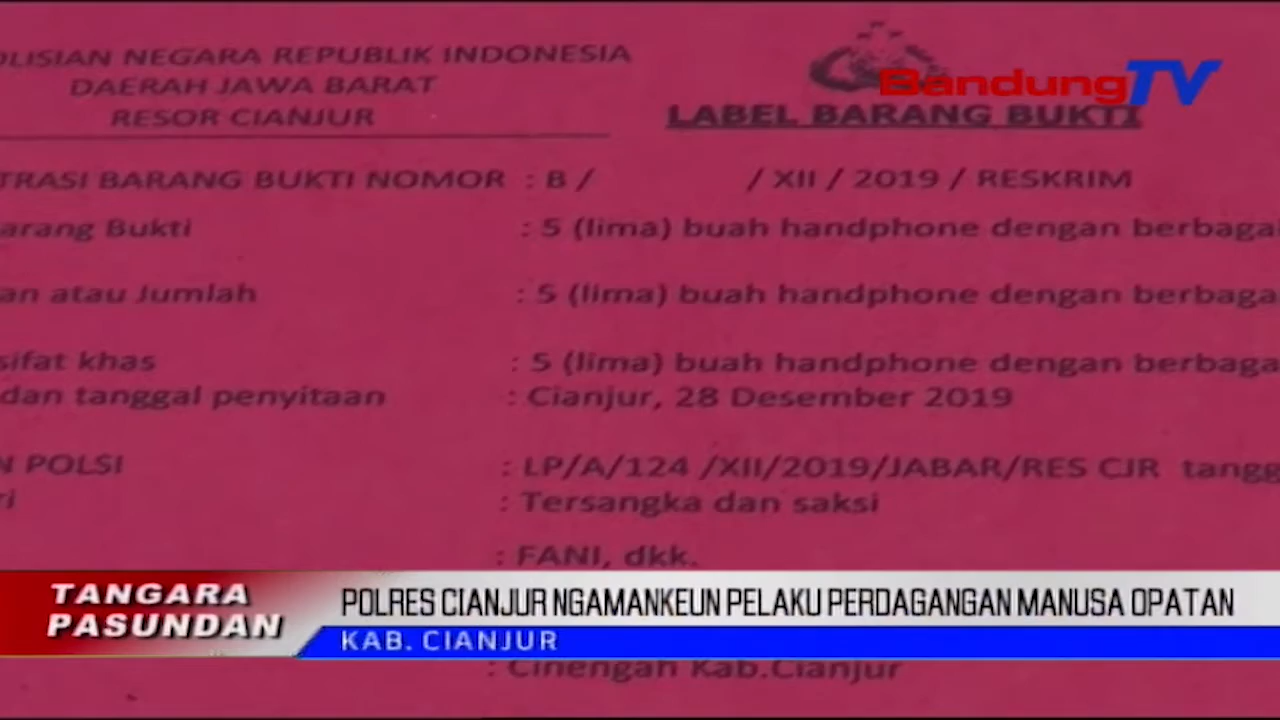 OLISIAN NEGARA REPUBLIK INDONESIA
DAERAH JAWA BARAT
RESOR CIANJUR
BandungTV
LABEL BARANG BUKTI
TRASI BARANG BUKTI NOMOR : B / / XII / 2019 / RESKRIM
arang Bukti : 5 (lima) buah handphone dengan berbaga
an atau Jumlah : 5 (lima) buah handphone dengan berbaga
sifat khas : 5 (lima) buah handphone dengan berbaga
dan tanggal penyitaan : Cianjur, 28 Desember 2019
N POLSI : LP/A/124 /XII/2019/JABAR/RES CJR tangg
ri : Tersangka dan saksi
: FANI, dkk.
TANGARA
PASUNDAN
POLRES CIANJUR NGAMANKEUN PELAKU PERDAGANGAN MANUSA OPATAN
KAB. CIANJUR
: Kab.Cianjur